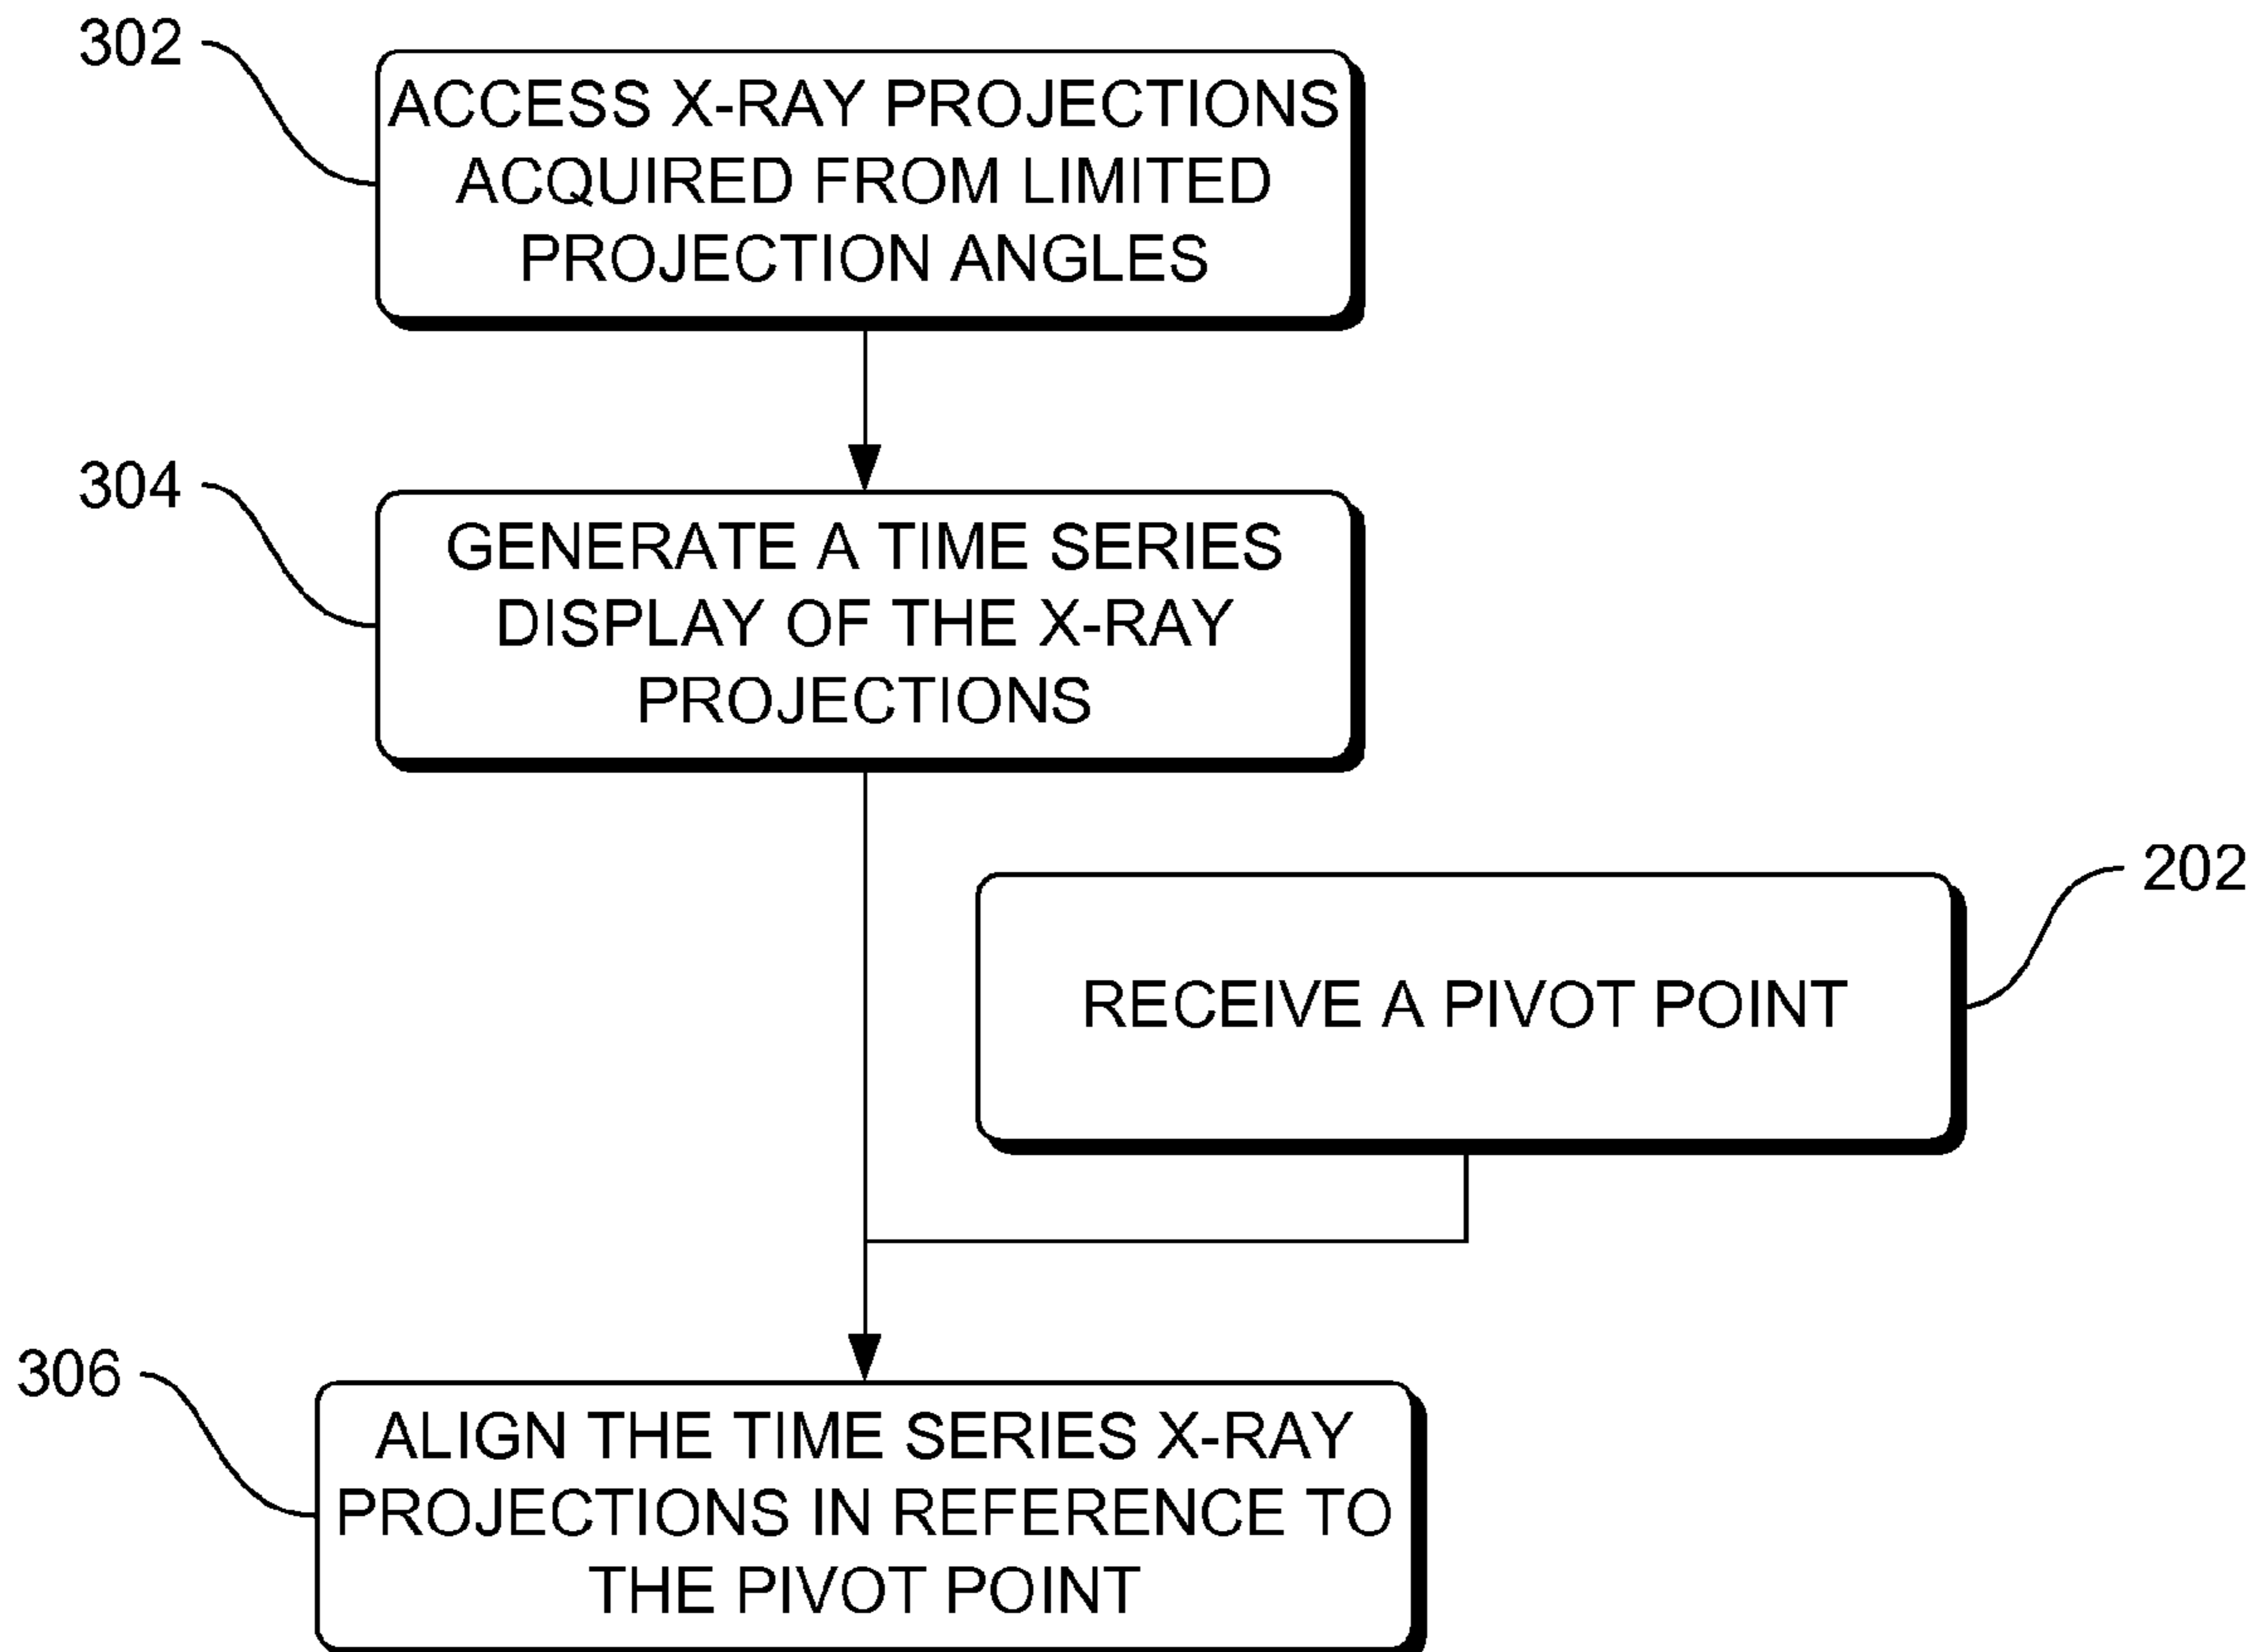 302
ACCESS X-RAY PROJECTIONS
ACQUIRED FROM LIMITED
PROJECTION ANGLES
304
GENERATE A TIME SERIES
DISPLAY OF THE X-RAY
PROJECTIONS
202
RECEIVE A PIVOT POINT
306
ALIGN THE TIME SERIES X-RAY
PROJECTIONS IN REFERENCE TO
THE PIVOT POINT